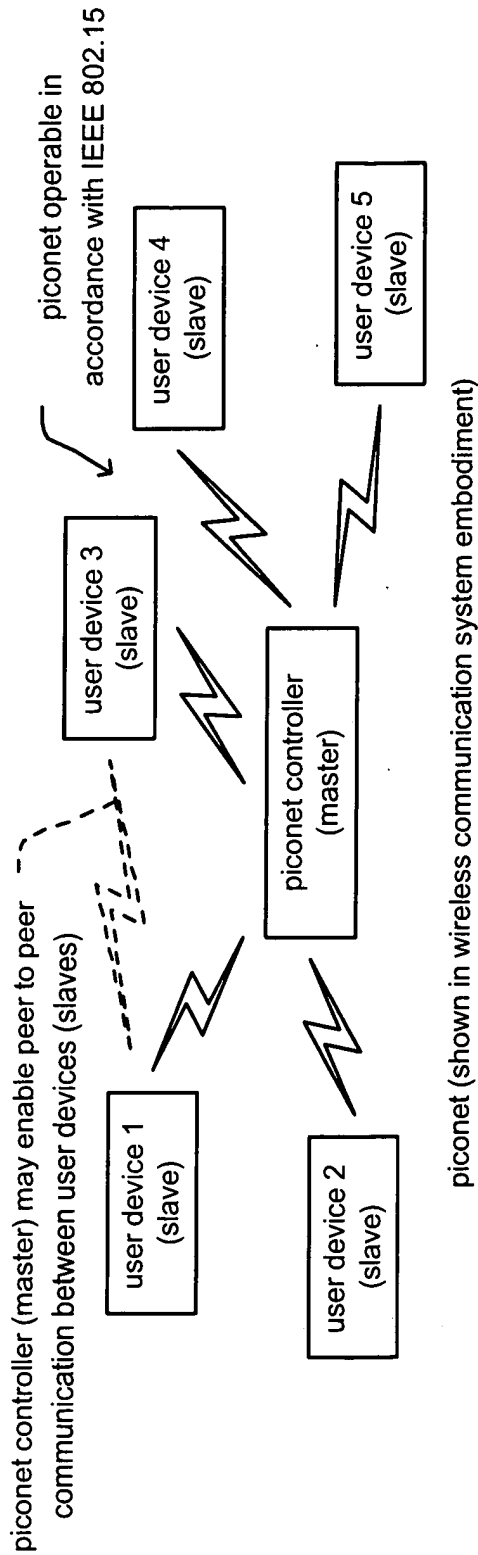 piconet controller (master) may enable peer to peer
communication between user devices (slaves)
piconet operable in
accordance with IEEE 802.15
user device 1
(slave)
user device 3
(slave)
user device 4
(slave)
user device 2
(slave)
piconet controller
(master)
user device 5
(slave)
piconet (shown in wireless communication system embodiment)